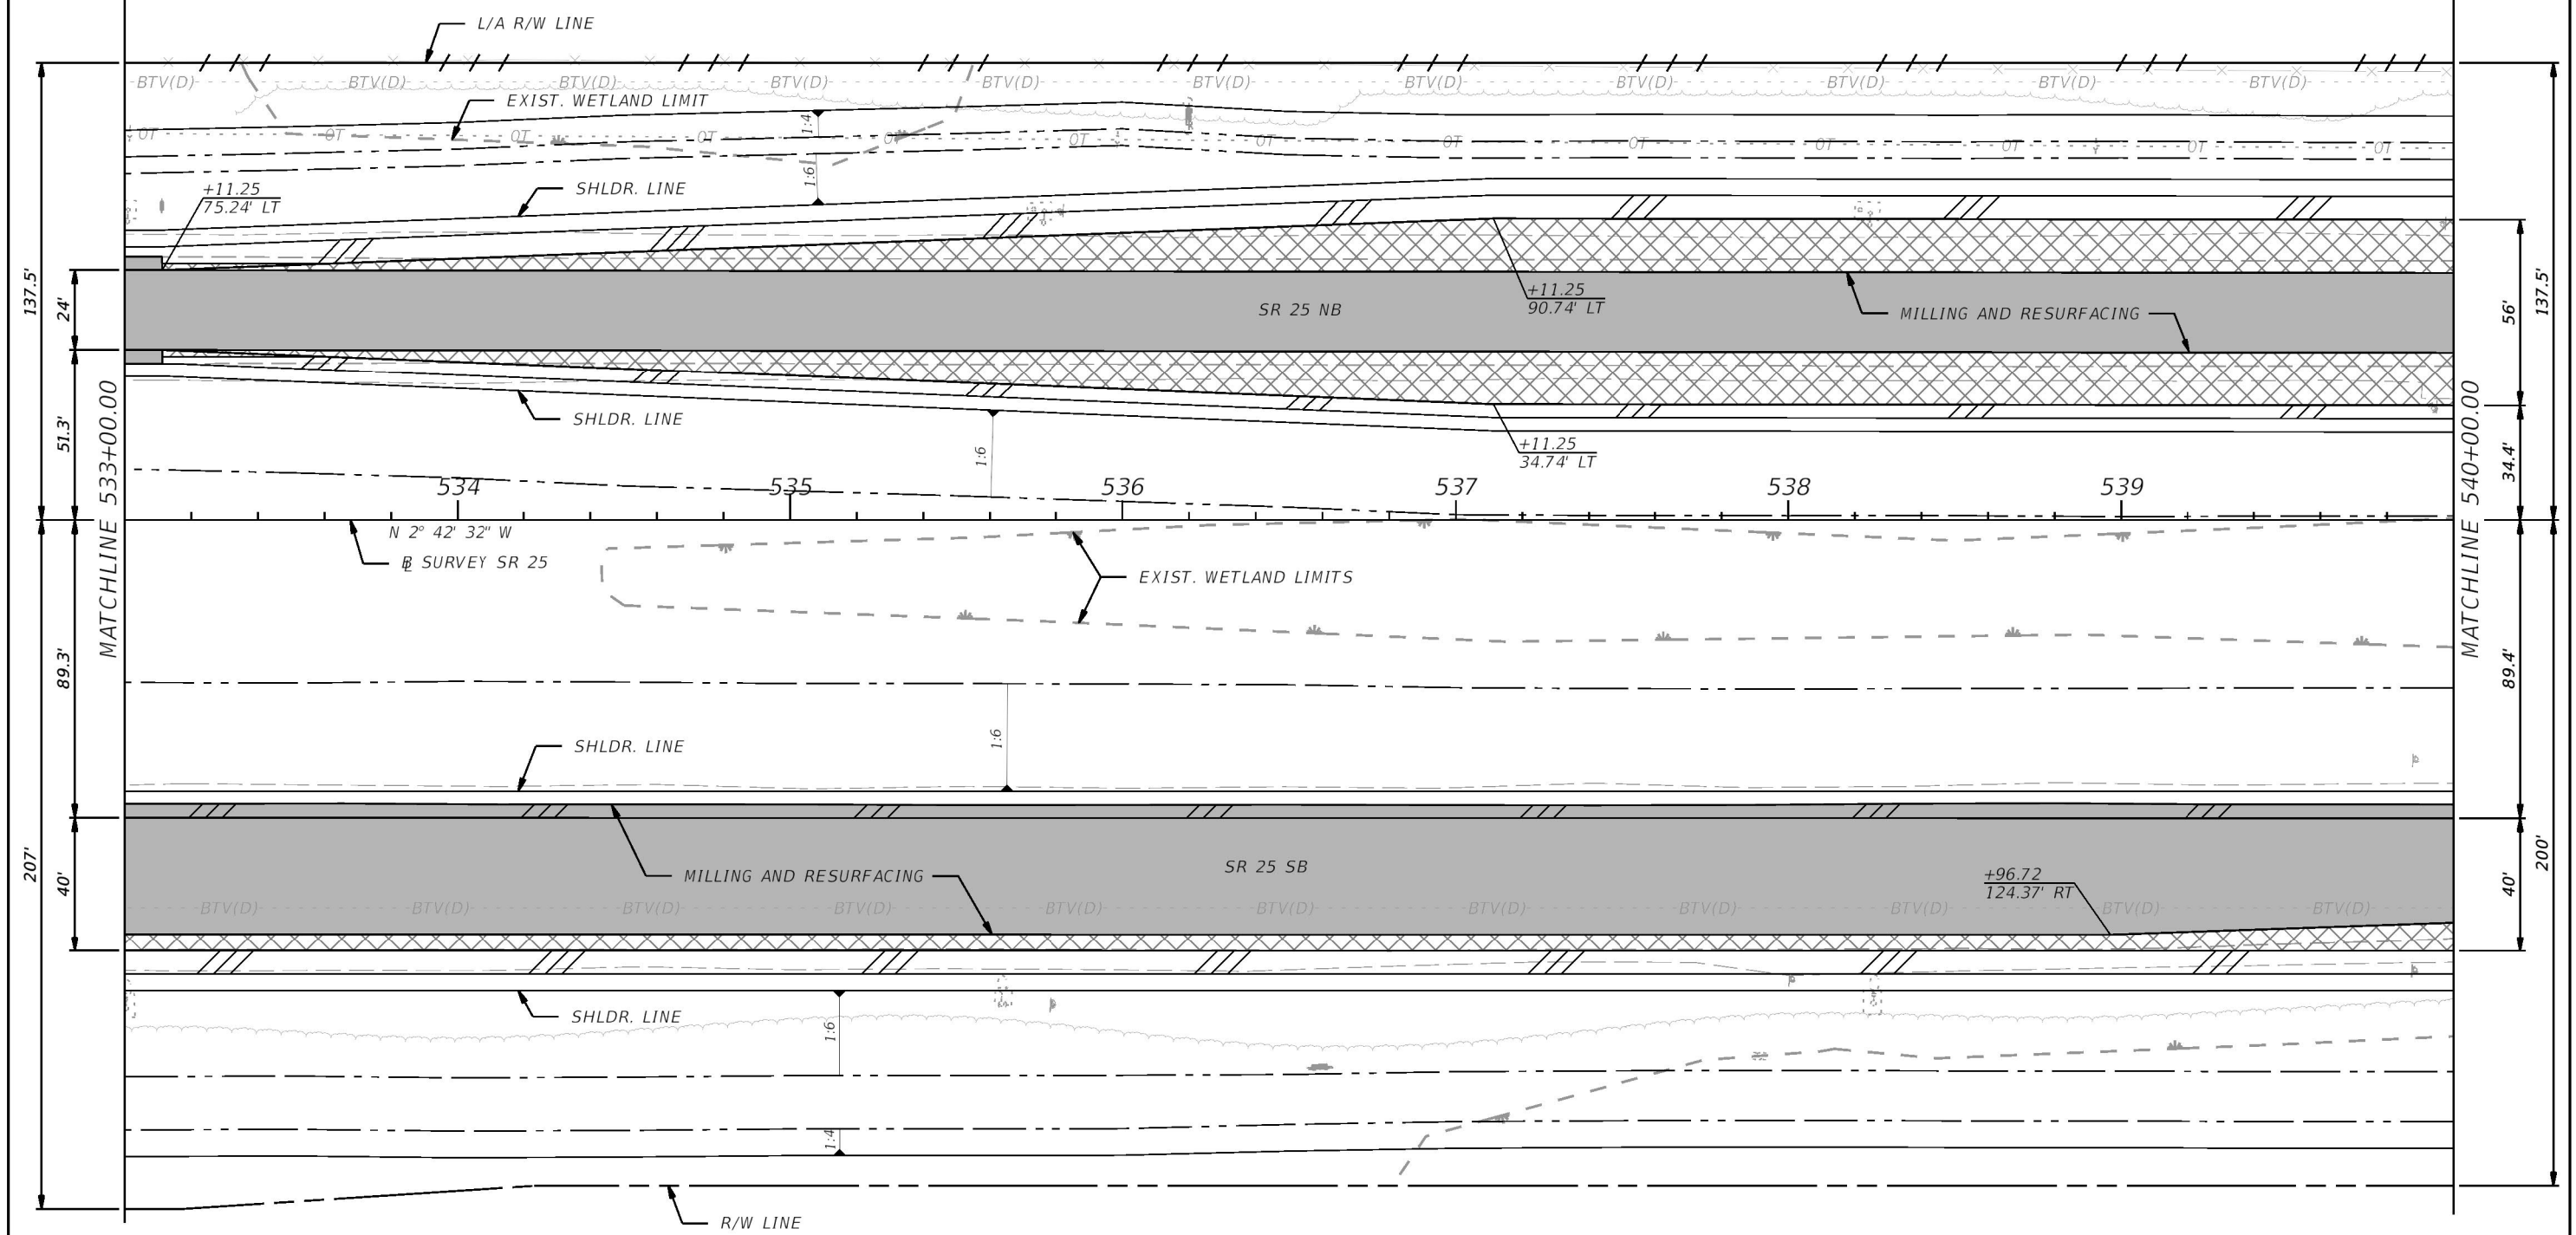 L/A R/W LINE
BTV(D) BTV(D) BTV(D) BTV(D) BTV(D) BTV(D) BTV(D) BTV(D) BTV(D) BTV(D) BTV(D)
EXIST. WETLAND LIMIT
1:4
OT OT OT OT OT OT OT OT OT OT OT OT OT
1:6
SHLDR. LINE
+11.25
75.24' LT
137.5'
24'
51.3'
SR 25 NB
+11.25
90.74' LT
MILLING AND RESURFACING
56'
137.5'
34.4'
SHLDR. LINE
1:6
+11.25
34.74' LT
MATCHLINE 533+00.00
534 535 536 537 538 539
MATCHLINE 540+00.00
N 2° 42' 32" W
BL SURVEY SR 25
EXIST. WETLAND LIMITS
89.3'
89.4'
1:6
SHLDR. LINE
SR 25 SB
MILLING AND RESURFACING
+96.72
124.37' RT
207'
40'
40'
200'
BTV(D) BTV(D) BTV(D) BTV(D) BTV(D) BTV(D) BTV(D) BTV(D) BTV(D) BTV(D) BTV(D)
SHLDR. LINE
1:6
1:4
R/W LINE